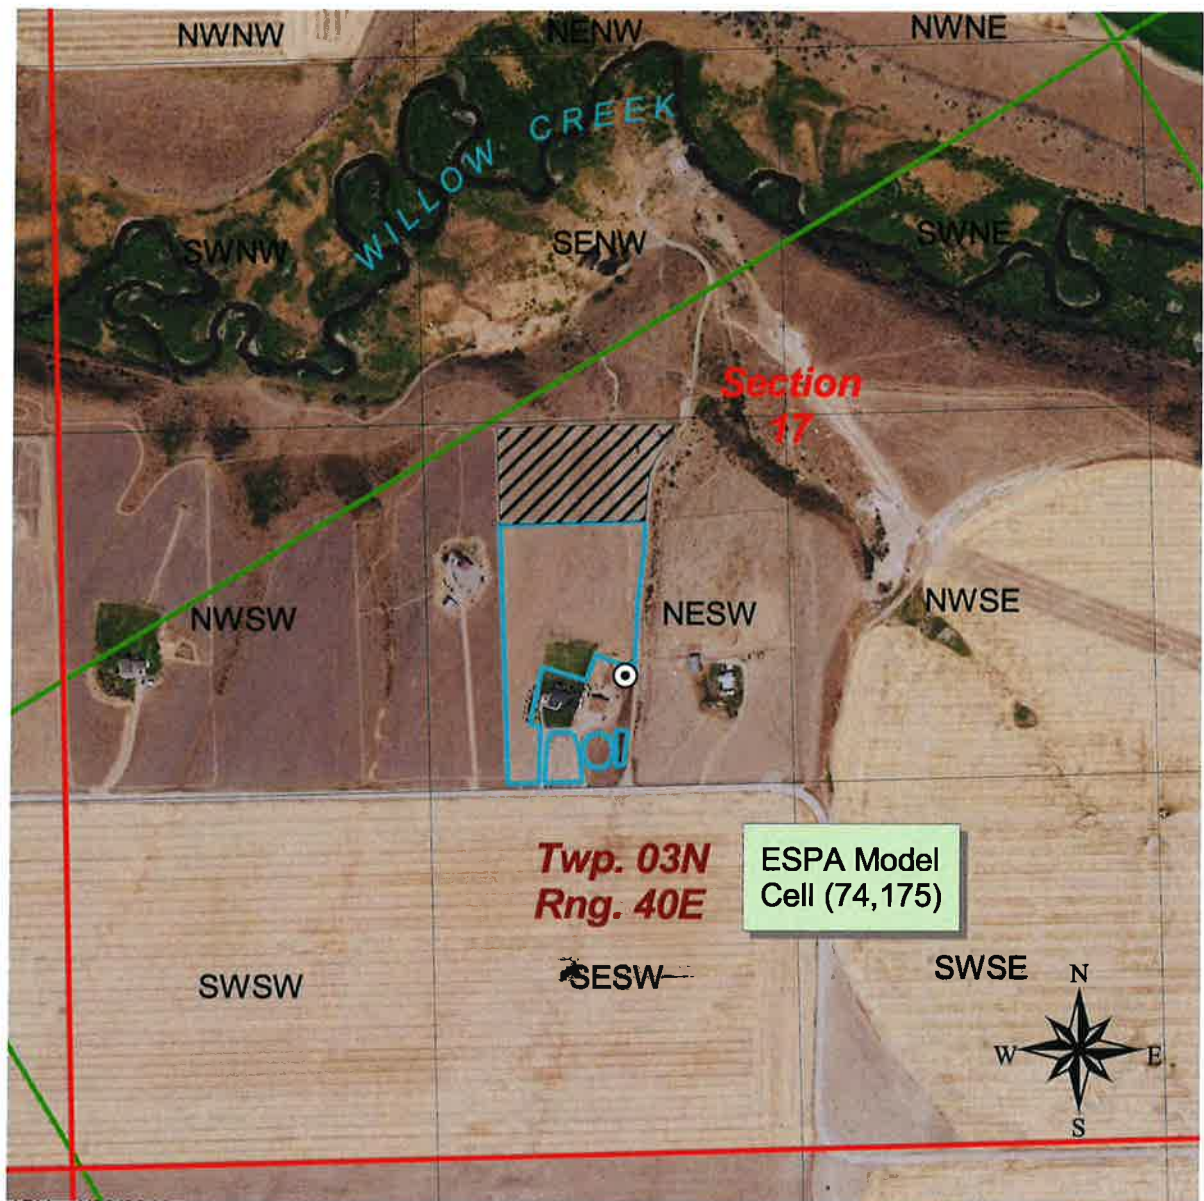 NWNW
NENW
NWNE
WILLOW CREEK
SWNW
SENW
SWNE
Section
17
NWSW
NESW
NWSE
Twp. 03N
Rng. 40E
ESPA Model
Cell (74,175)
SWSW
SESW
SWSE
N
W
E
S